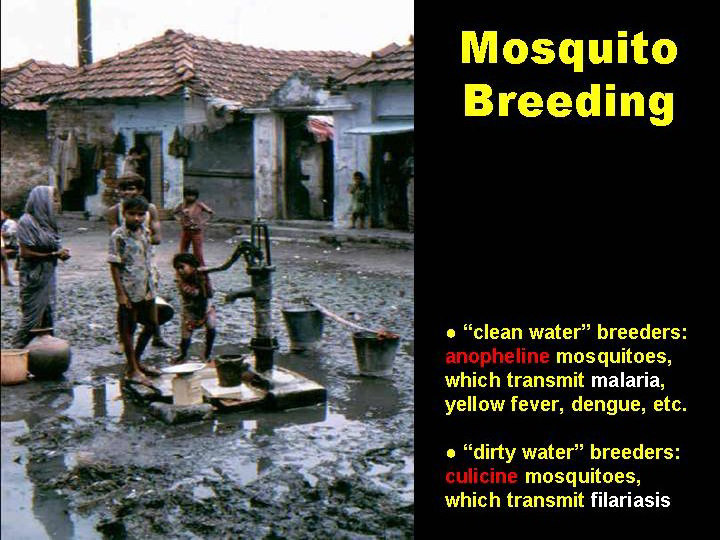 Mosquito
Breeding
● “clean water” breeders:
anopheline mosquitoes,
which transmit malaria,
yellow fever, dengue, etc.
● “dirty water” breeders:
culicine mosquitoes,
which transmit filariasis